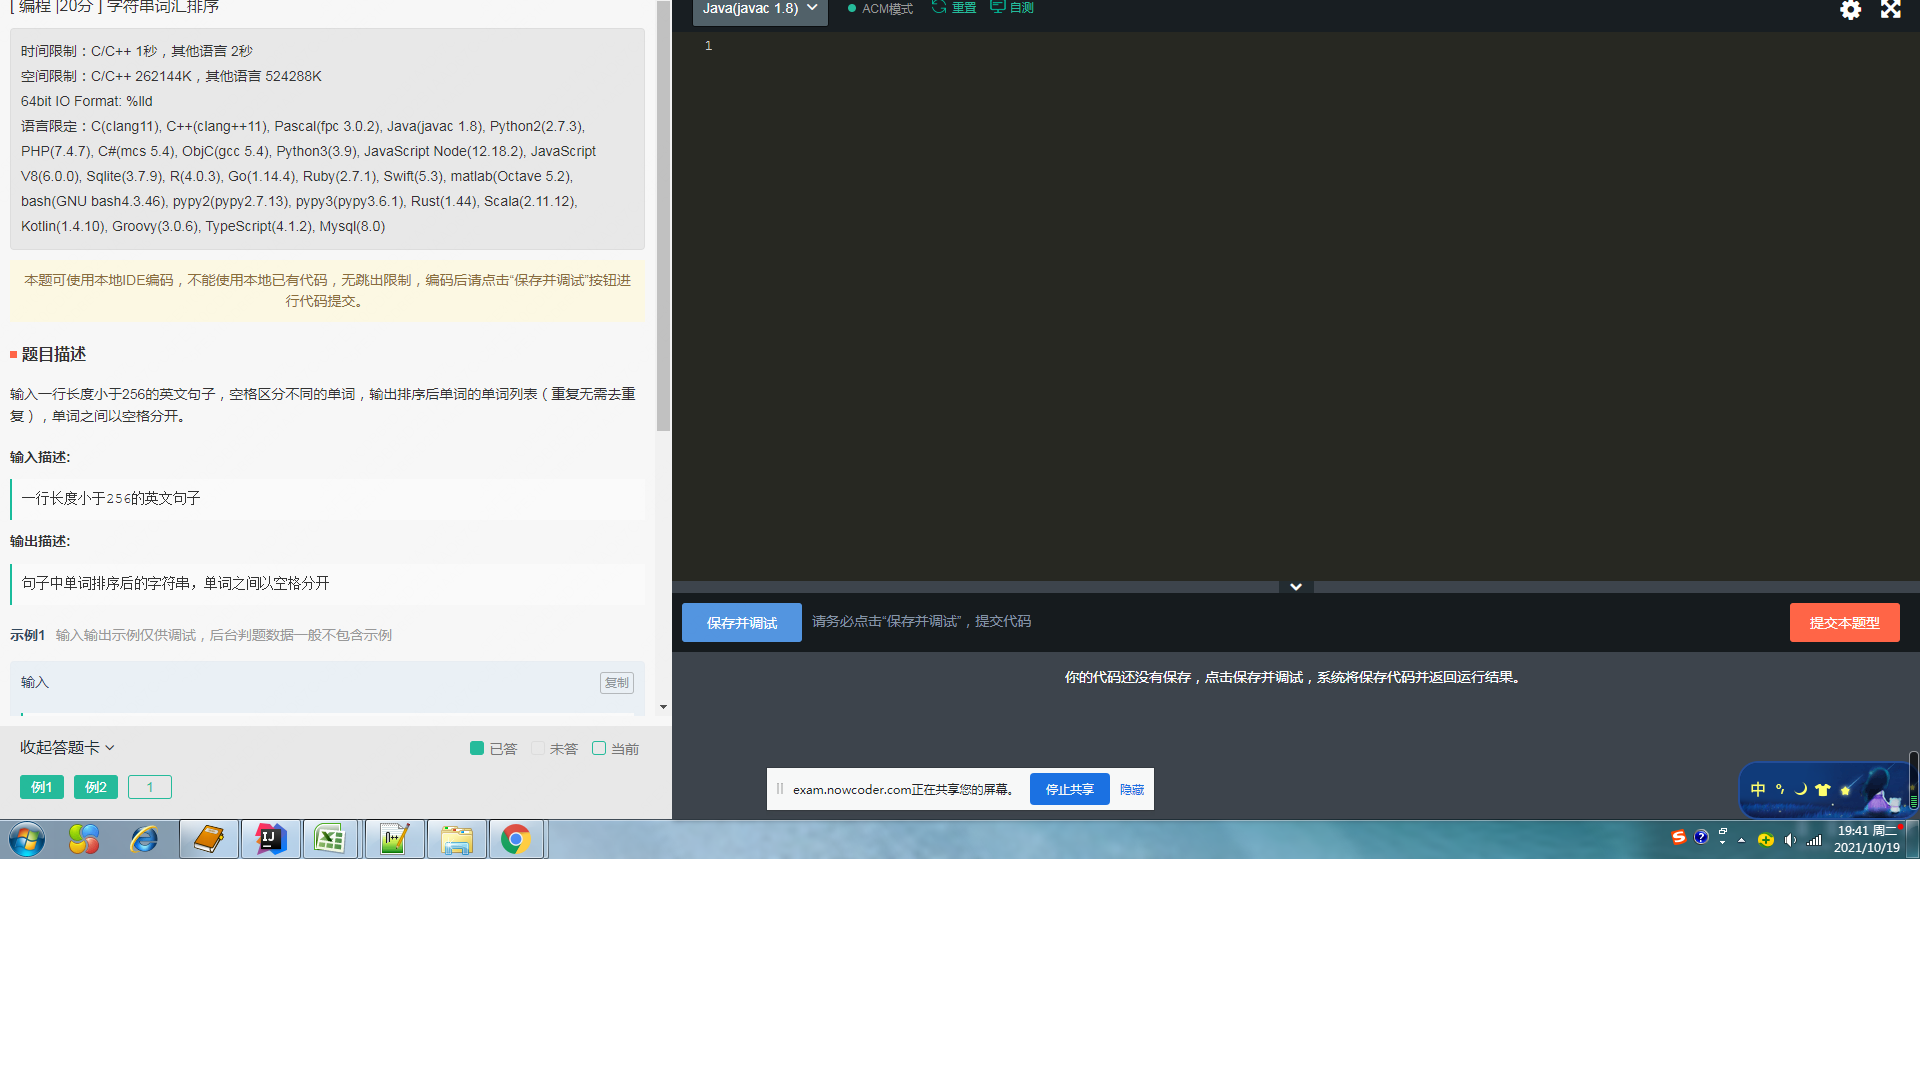 [ 编程 |20分 ] 字符串词汇排序
时间限制：C/C++ 1秒，其他语言 2秒
空间限制：C/C++ 262144K，其他语言 524288K
64bit IO Format: %lld
语言限定：C(clang11), C++(clang++11), Pascal(fpc 3.0.2), Java(javac 1.8), Python2(2.7.3),
PHP(7.4.7), C#(mcs 5.4), ObjC(gcc 5.4), Python3(3.9), JavaScript Node(12.18.2), JavaScript
V8(6.0.0), Sqlite(3.7.9), R(4.0.3), Go(1.14.4), Ruby(2.7.1), Swift(5.3), matlab(Octave 5.2),
bash(GNU bash4.3.46), pypy2(pypy2.7.13), pypy3(pypy3.6.1), Rust(1.44), Scala(2.11.12),
Kotlin(1.4.10), Groovy(3.0.6), TypeScript(4.1.2), Mysql(8.0)
本题可使用本地IDE编码，不能使用本地已有代码，无跳出限制，编码后请点击“保存并调试”按钮进
行代码提交。
题目描述
输入一行长度小于256的英文句子，空格区分不同的单词，输出排序后单词的单词列表（重复无需去重
复），单词之间以空格分开。
输入描述:
一行长度小于256的英文句子
输出描述:
句子中单词排序后的字符串，单词之间以空格分开
示例1 输入输出示例仅供调试，后台判题数据一般不包含示例
输入
复制
收起答题卡
已答 未答 当前
例1 例2 1
Java(javac 1.8) ACM模式 重置 自测
1
保存并调试 请务必点击“保存并调试”，提交代码 提交本题型
你的代码还没有保存，点击保存并调试，系统将保存代码并返回运行结果。
exam.nowcoder.com正在共享您的屏幕。 停止共享 隐藏
中
19:41 周二
2021/10/19